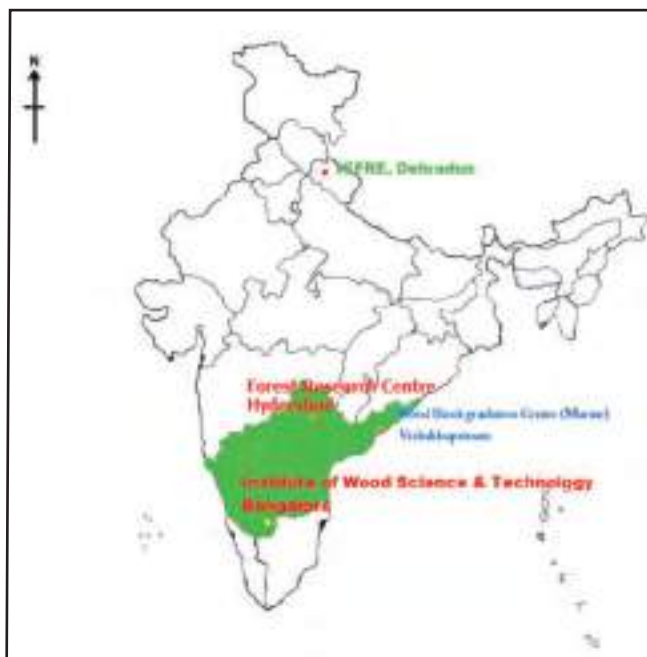 N
ICFRE, Dehradun
Forest Research Centre
Hyderabad
Wood Biodegradation Centre (Marine)
Visakhapatnam
Institute of Wood Science & Technology
Bangalore